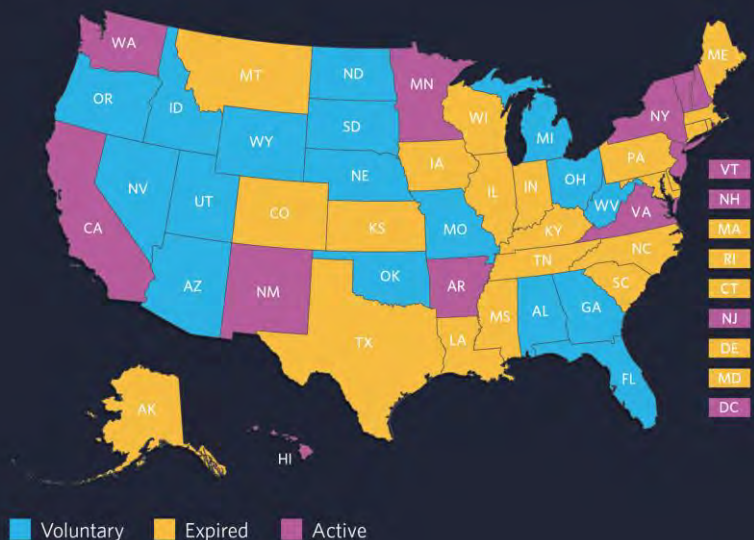 WA
MT
ND
MN
ME
OR
ID
SD
WI
NY
MI
WY
IA
PA
NE
NV
UT
IL
IN
OH
WV
VA
CA
CO
KS
MO
KY
NC
TN
AZ
NM
OK
AR
SC
MS
AL
GA
TX
LA
FL
AK
HI
VT
NH
MA
RI
CT
NJ
DE
MD
DC
Voluntary Expired Active